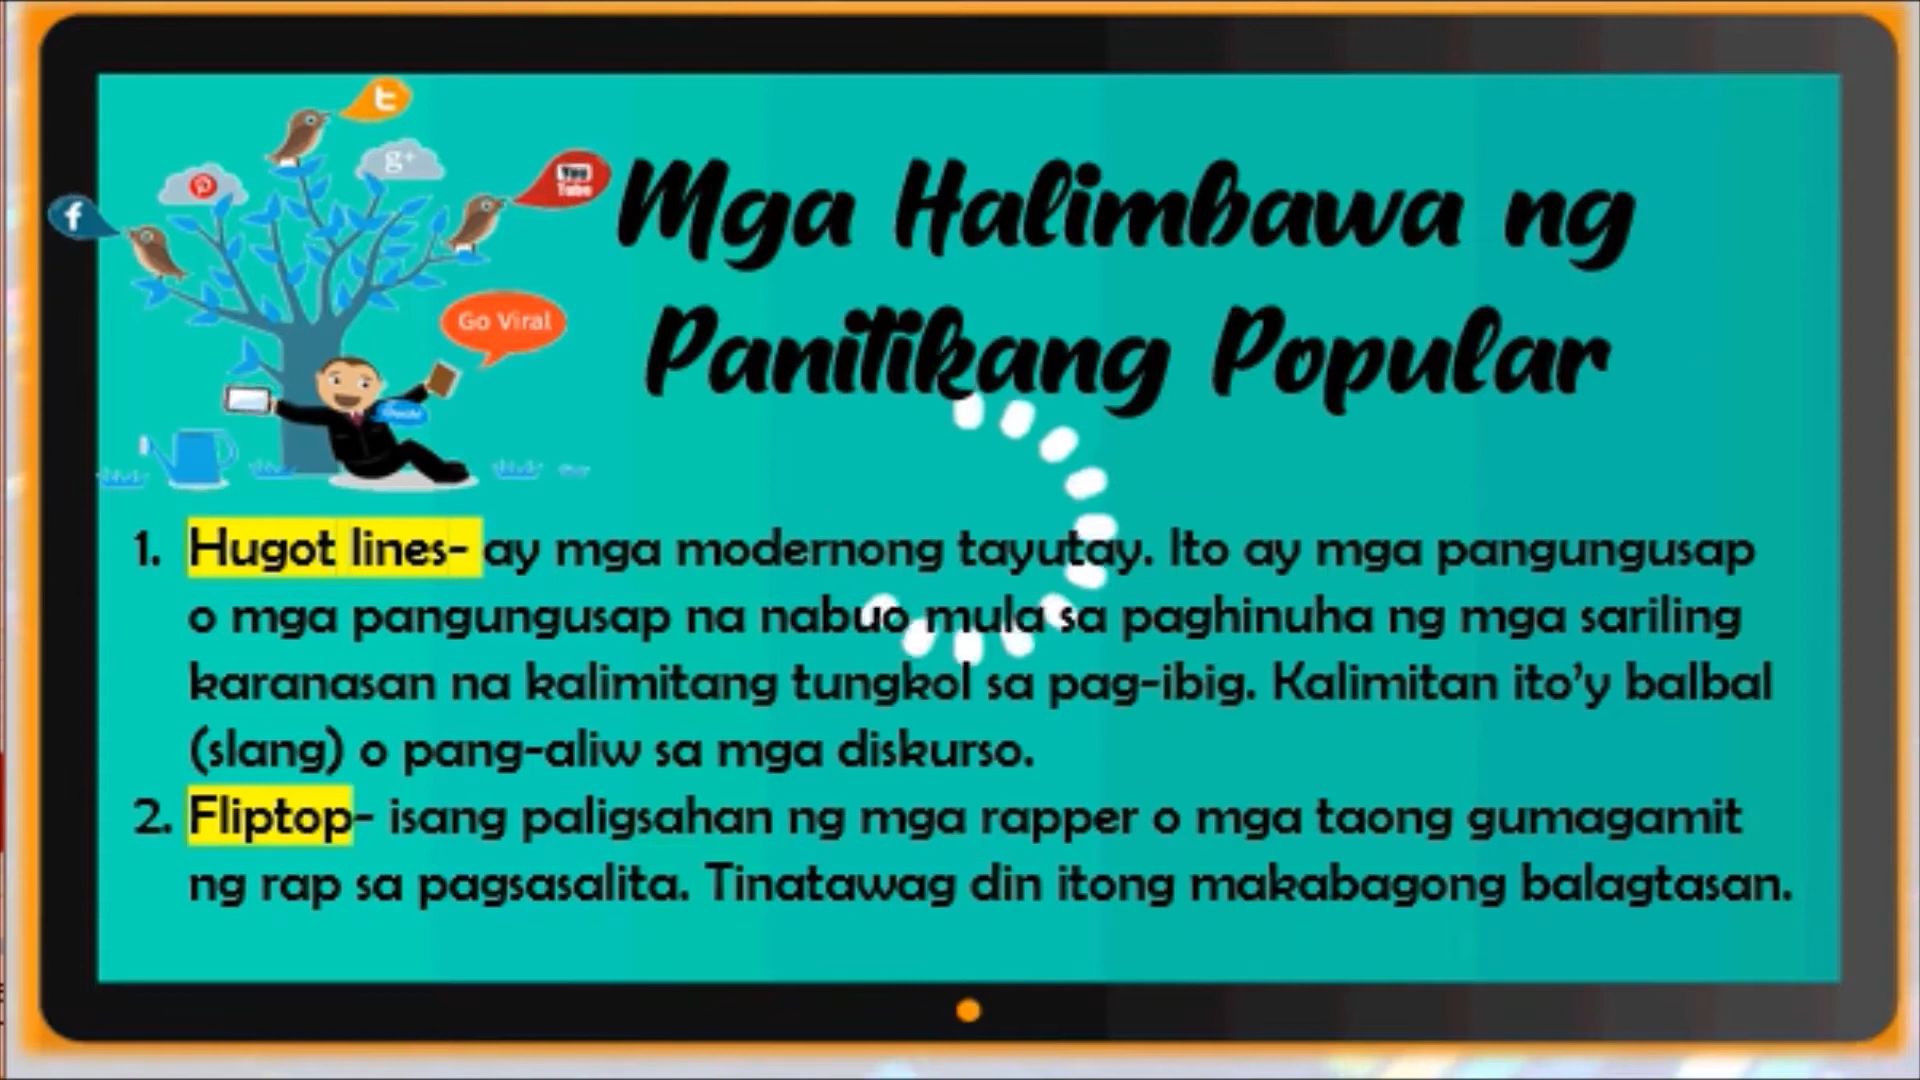 t
g+
You
Tube
f
Mga Halimbawa ng
Panitikang Popular
Go Viral
1. Hugot lines- ay mga modernong tayutay. Ito ay mga pangungusap
o mga pangungusap na nabuo mula sa paghinuha ng mga sariling
karanasan na kalimitang tungkol sa pag-ibig. Kalimitan ito'y balbal
(slang) o pang-aliw sa mga diskurso.
2. Fliptop- isang paligsahan ng mga rapper o mga taong gumagamit
ng rap sa pagsasalita. Tinatawag din itong makabagong balagtasan.